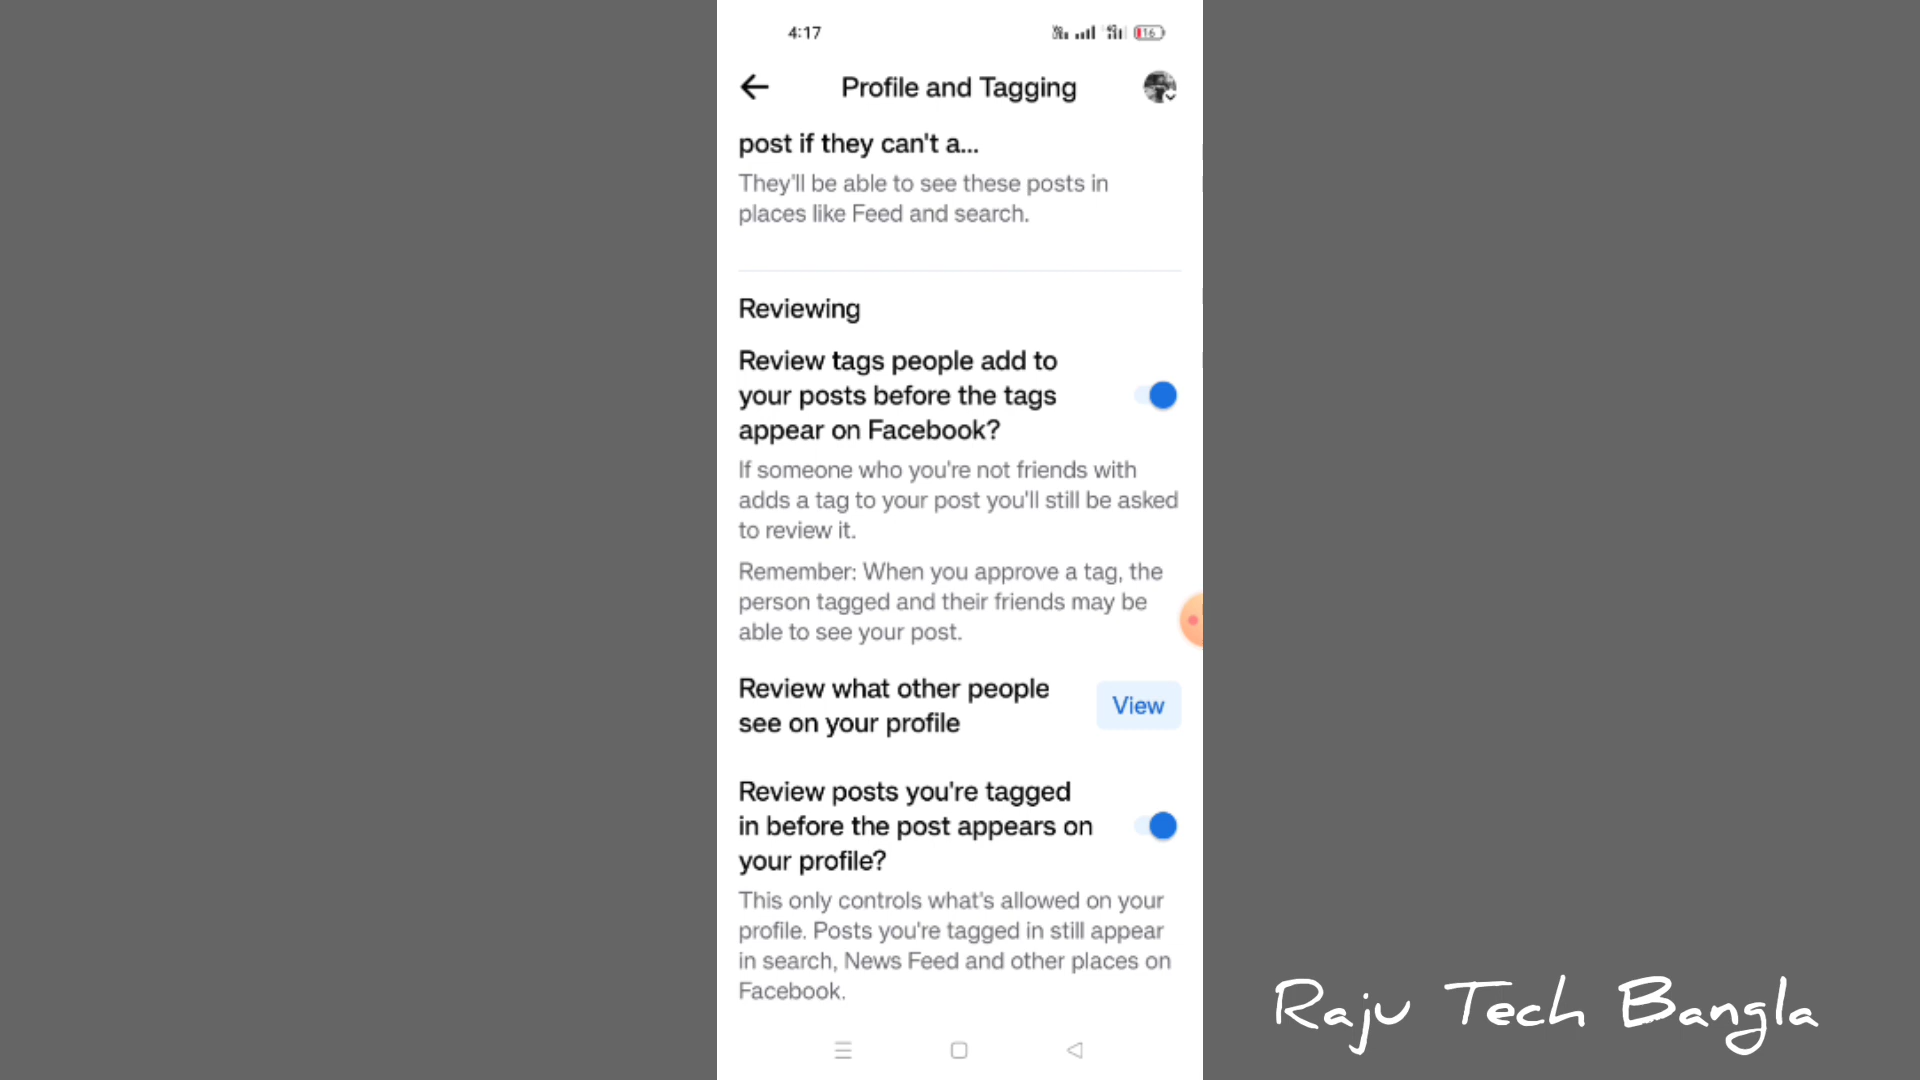 4:17
16
Profile and Tagging
post if they can't a...
They'll be able to see these posts in
places like Feed and search.
Reviewing
Review tags people add to
your posts before the tags
appear on Facebook?
If someone who you're not friends with
adds a tag to your post you'll still be asked
to review it.
Remember: When you approve a tag, the
person tagged and their friends may be
able to see your post.
Review what other people
see on your profile
View
Review posts you're tagged
in before the post appears on
your profile?
This only controls what's allowed on your
profile. Posts you're tagged in still appear
in search, News Feed and other places on
Facebook.
Raju Tech Bangla